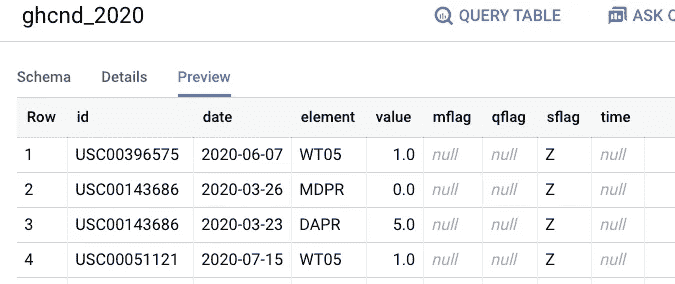 ghcnd_2020 QUERY TABLE ASK Q
Schema Details Preview
Row id date element value mflag qflag sflag time
1 USC00396575 2020-06-07 WT05 1.0 null null Z null
2 USC00143686 2020-03-26 MDPR 0.0 null null Z null
3 USC00143686 2020-03-23 DAPR 5.0 null null Z null
4 USC00051121 2020-07-15 WT05 1.0 null null Z null